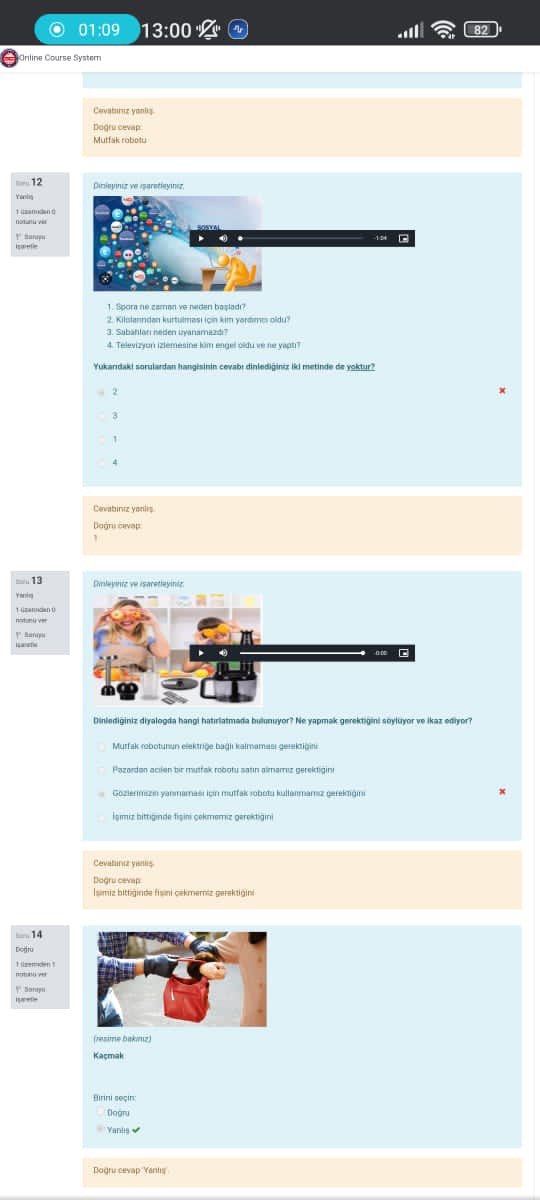 01:09 13:00 82
Online Course System
Cevabınız yanlış.
Doğru cevap:
Mutfak robotu
Soru 12
Yanlış
1 üzerinden 0
notunu ver
Soruyu
işaretle
Dinleyiniz ve işaretleyiniz.
SOSYAL
-1:04
1. Spora ne zaman ve neden başladı?
2. Kilolarından kurtulması için kim yardımcı oldu?
3. Sabahları neden uyanamazdı?
4. Televizyon izlemesine kim engel oldu ve ne yaptı?
Yukarıdaki sorulardan hangisinin cevabı dinlediğiniz iki metinde de yoktur?
2
3
1
4
Cevabınız yanlış.
Doğru cevap:
1
Soru 13
Yanlış
1 üzerinden 0
notunu ver
Soruyu
işaretle
Dinleyiniz ve işaretleyiniz.
-0:00
Dinlediğiniz diyalogda hangi hatırlatmada bulunuyor? Ne yapmak gerektiğini söylüyor ve ikaz ediyor?
Mutfak robotunun elektriğe bağlı kalmaması gerektiğini
Pazardan acilen bir mutfak robotu satın almamız gerektiğini
Gözlerimizin yanmaması için mutfak robotu kullanmamız gerektiğini
İşimiz bittiğinde fişini çekmemiz gerektiğini
Cevabınız yanlış.
Doğru cevap:
İşimiz bittiğinde fişini çekmemiz gerektiğini
Soru 14
Doğru
1 üzerinden 1
notunu ver
Soruyu
işaretle
(resime bakınız)
Kaçmak
Birini seçin:
Doğru
Yanlış
Doğru cevap 'Yanlış'.